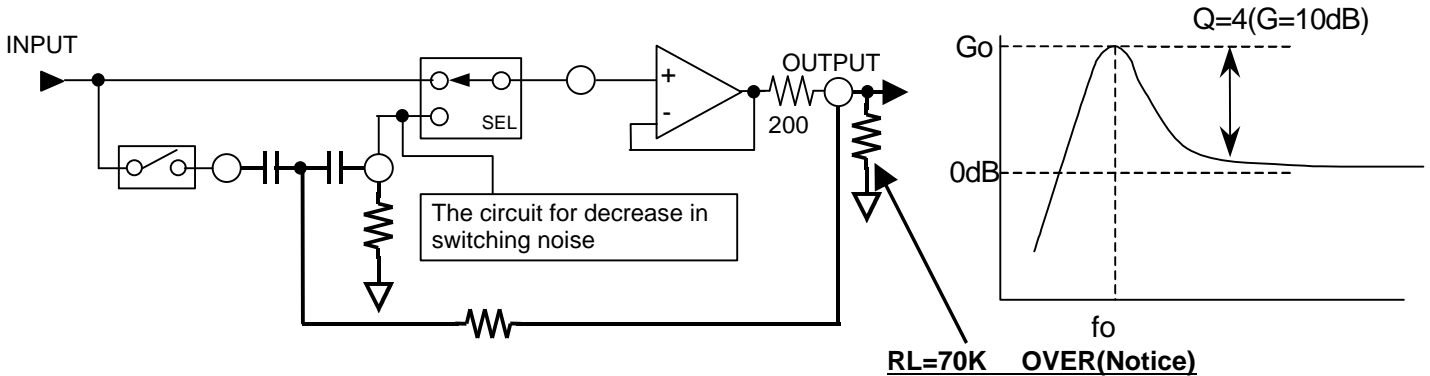 INPUT
SEL
+
-
OUTPUT
200
The circuit for decrease in
switching noise
Q=4(G=10dB)
Go
0dB
fo
RL=70K OVER(Notice)